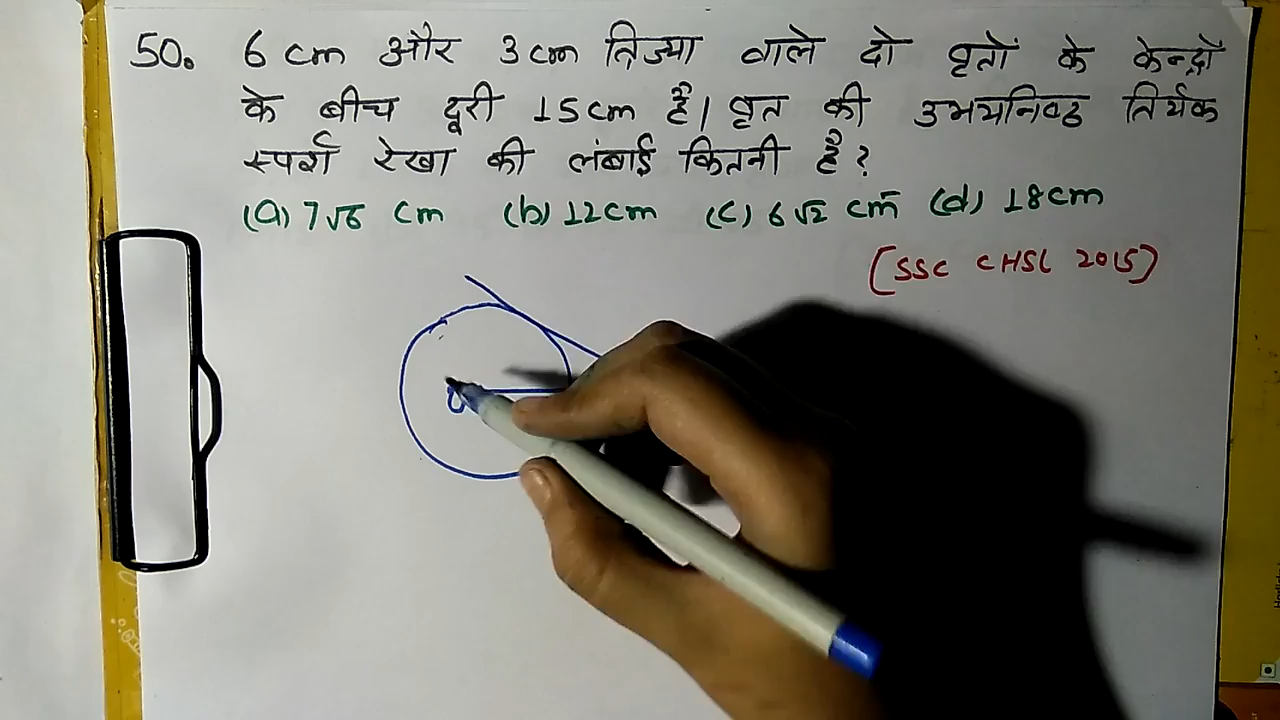 50. 6 cm और 3 cm त्रिज्या वाले दो वृतों के केन्द्रों
के बीच दूरी 15 cm है। वृत की उभयनिष्ठ तिर्यक
स्पर्श रेखा की लंबाई कितनी है?
(a) 7√6 cm (b) 12 cm (c) 6√2 cm (d) 18 cm
[SSC CHSL 2015)